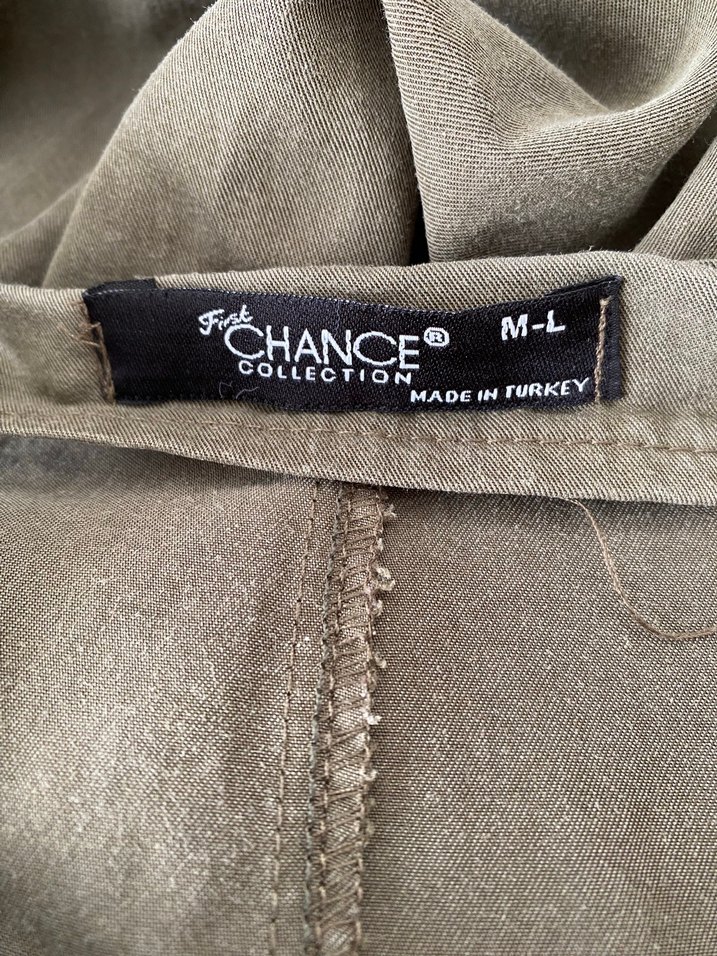 First
CHANCE®
COLLECTION
M-L
MADE IN TURKEY